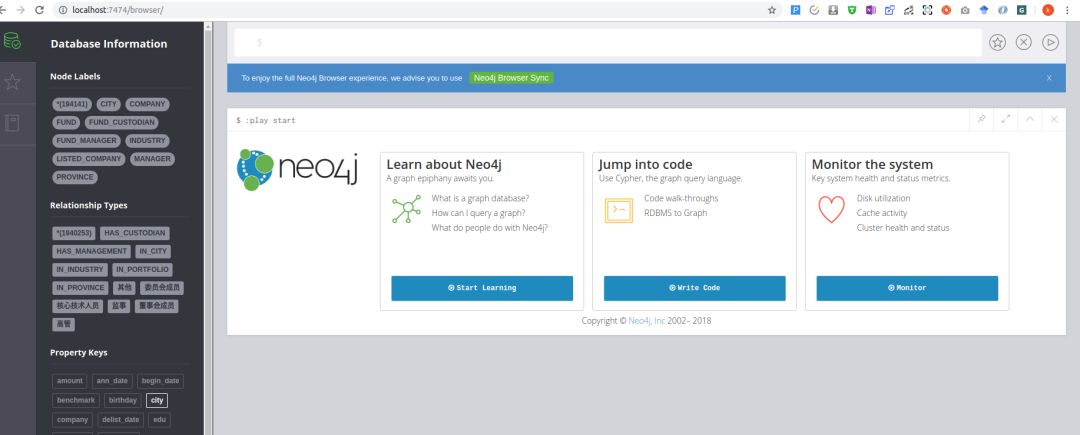 localhost:7474/browser/
Database Information
Node Labels
*(194141) CITY COMPANY
FUND FUND_CUSTODIAN
FUND_MANAGER INDUSTRY
LISTED_COMPANY MANAGER
PROVINCE
Relationship Types
*(1940253) HAS_CUSTODIAN
HAS_MANAGEMENT IN_CITY
IN_INDUSTRY IN_PORTFOLIO
IN_PROVINCE 其他 委员会成员
核心技术人员 监事 董事会成员
高管
Property Keys
amount ann_date begin_date
benchmark birthday city
company delist_date edu
$
To enjoy the full Neo4j Browser experience, we advise you to use Neo4j Browser Sync X
$ :play start
neo4j
Learn about Neo4j
A graph epiphany awaits you.
What is a graph database?
How can I query a graph?
What do people do with Neo4j?
Start Learning
Jump into code
Use Cypher, the graph query language.
Code walk-throughs
RDBMS to Graph
Write Code
Monitor the system
Key system health and status metrics.
Disk utilization
Cache activity
Cluster health and status
Monitor
Copyright © Neo4j, Inc 2002– 2018